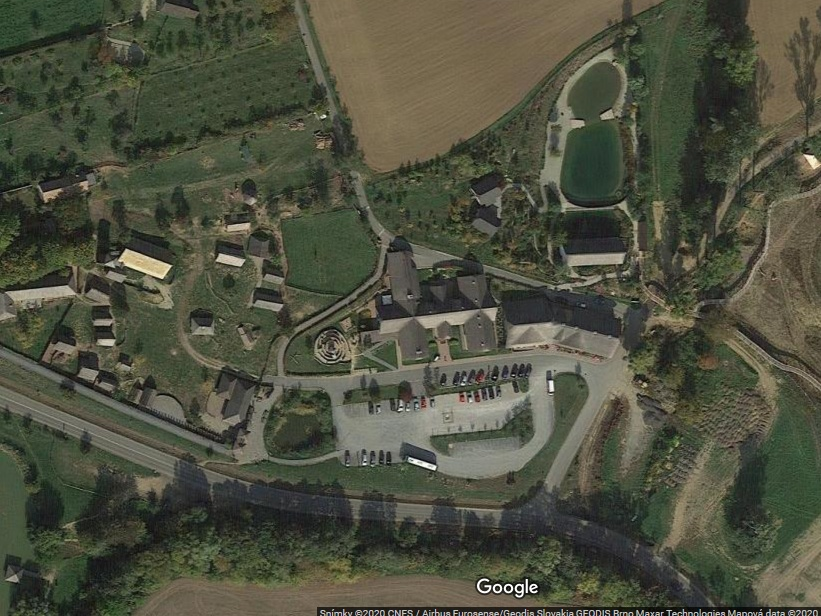 Google
Snímky ©2020 CNES / Airbus,Eurosense/Geodis Slovakia,GEODIS Brno,Maxar Technologies,Mapová data ©2020